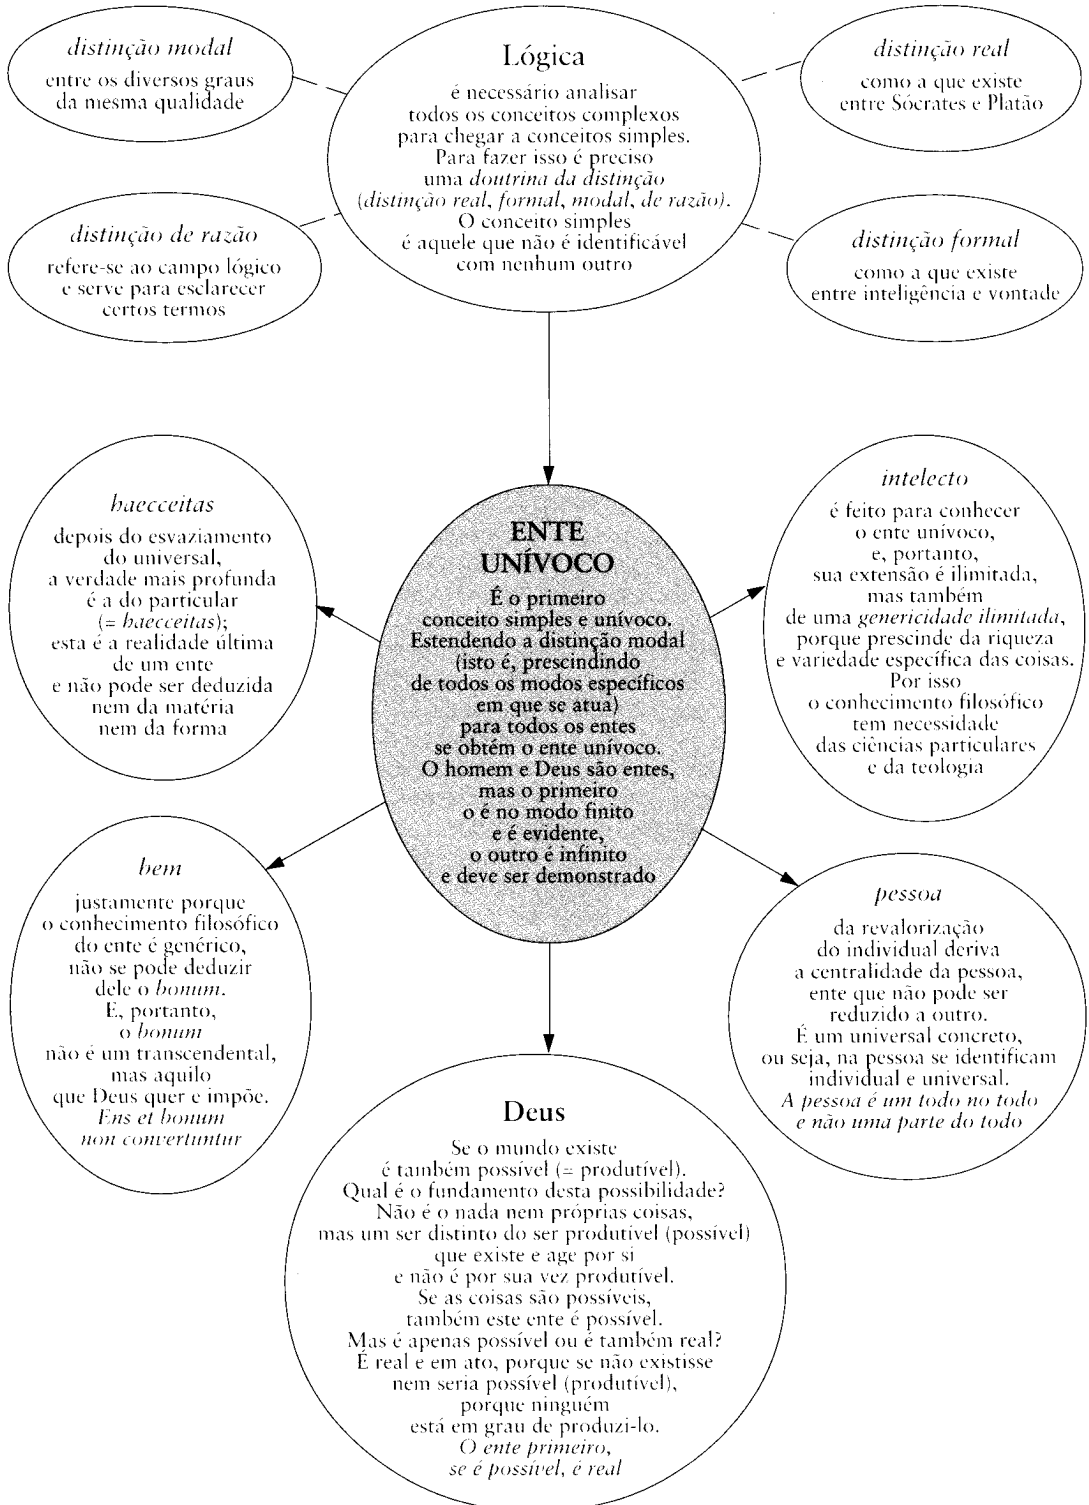 distinção modal
entre os diversos graus
da mesma qualidade
Lógica
é necessário analisar
todos os conceitos complexos
para chegar a conceitos simples.
Para fazer isso é preciso
uma doutrina da distinção
(distinção real, formal, modal, de razão).
O conceito simples
é aquele que não é identificável
com nenhum outro
distinção real
como a que existe
entre Sócrates e Platão
distinção de razão
refere-se ao campo lógico
e serve para esclarecer
certos termos
distinção formal
como a que existe
entre inteligência e vontade
haecceitas
depois do esvaziamento
do universal,
a verdade mais profunda
é a do particular
(= haecceitas);
esta é a realidade última
de um ente
e não pode ser deduzida
nem da matéria
nem da forma
ENTE
UNÍVOCO
É o primeiro
conceito simples e unívoco.
Estendendo a distinção modal
(isto é, prescindindo
de todos os modos específicos
em que se atua)
para todos os entes
se obtém o ente unívoco.
O homem e Deus são entes,
mas o primeiro
o é no modo finito
e é evidente,
o outro é infinito
e deve ser demonstrado
intelecto
é feito para conhecer
o ente unívoco,
e, portanto,
sua extensão é ilimitada,
mas também
de uma genericidade ilimitada,
porque prescinde da riqueza
e variedade específica das coisas.
Por isso
o conhecimento filosófico
tem necessidade
das ciências particulares
e da teologia
bem
justamente porque
o conhecimento filosófico
do ente é genérico,
não se pode deduzir
dele o bonum.
E, portanto,
o bonum
não é um transcendental,
mas aquilo
que Deus quer e impõe.
Ens et bonum
non convertuntur
pessoa
da revalorização
do individual deriva
a centralidade da pessoa,
ente que não pode ser
reduzido a outro.
É um universal concreto,
ou seja, na pessoa se identificam
individual e universal.
A pessoa é um todo no todo
e não uma parte do todo
Deus
Se o mundo existe
é também possível (= produtível).
Qual é o fundamento desta possibilidade?
Não é o nada nem próprias coisas,
mas um ser distinto do ser produtível (possível)
que existe e age por si
e não é por sua vez produtível.
Se as coisas são possíveis,
também este ente é possível.
Mas é apenas possível ou é também real?
É real e em ato, porque se não existisse
nem seria possível (produtível),
porque ninguém
está em grau de produzi-lo.
O ente primeiro,
se é possível, é real